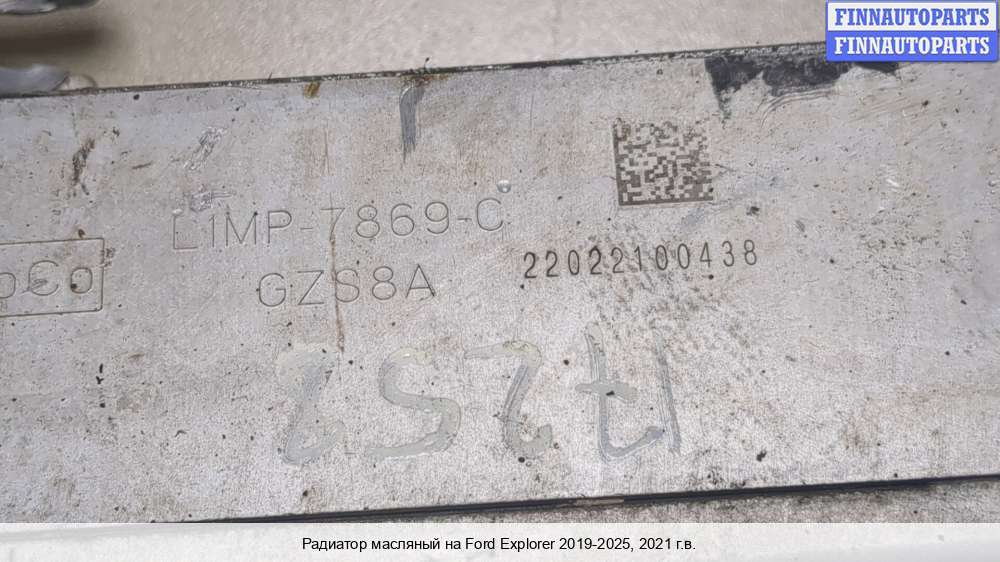 FINNAUTOPARTS
FINNAUTOPARTS
L1MP-7869-C
GZS8A
22022100438
Радиатор масляный на Ford Explorer 2019-2025, 2021 г.в.